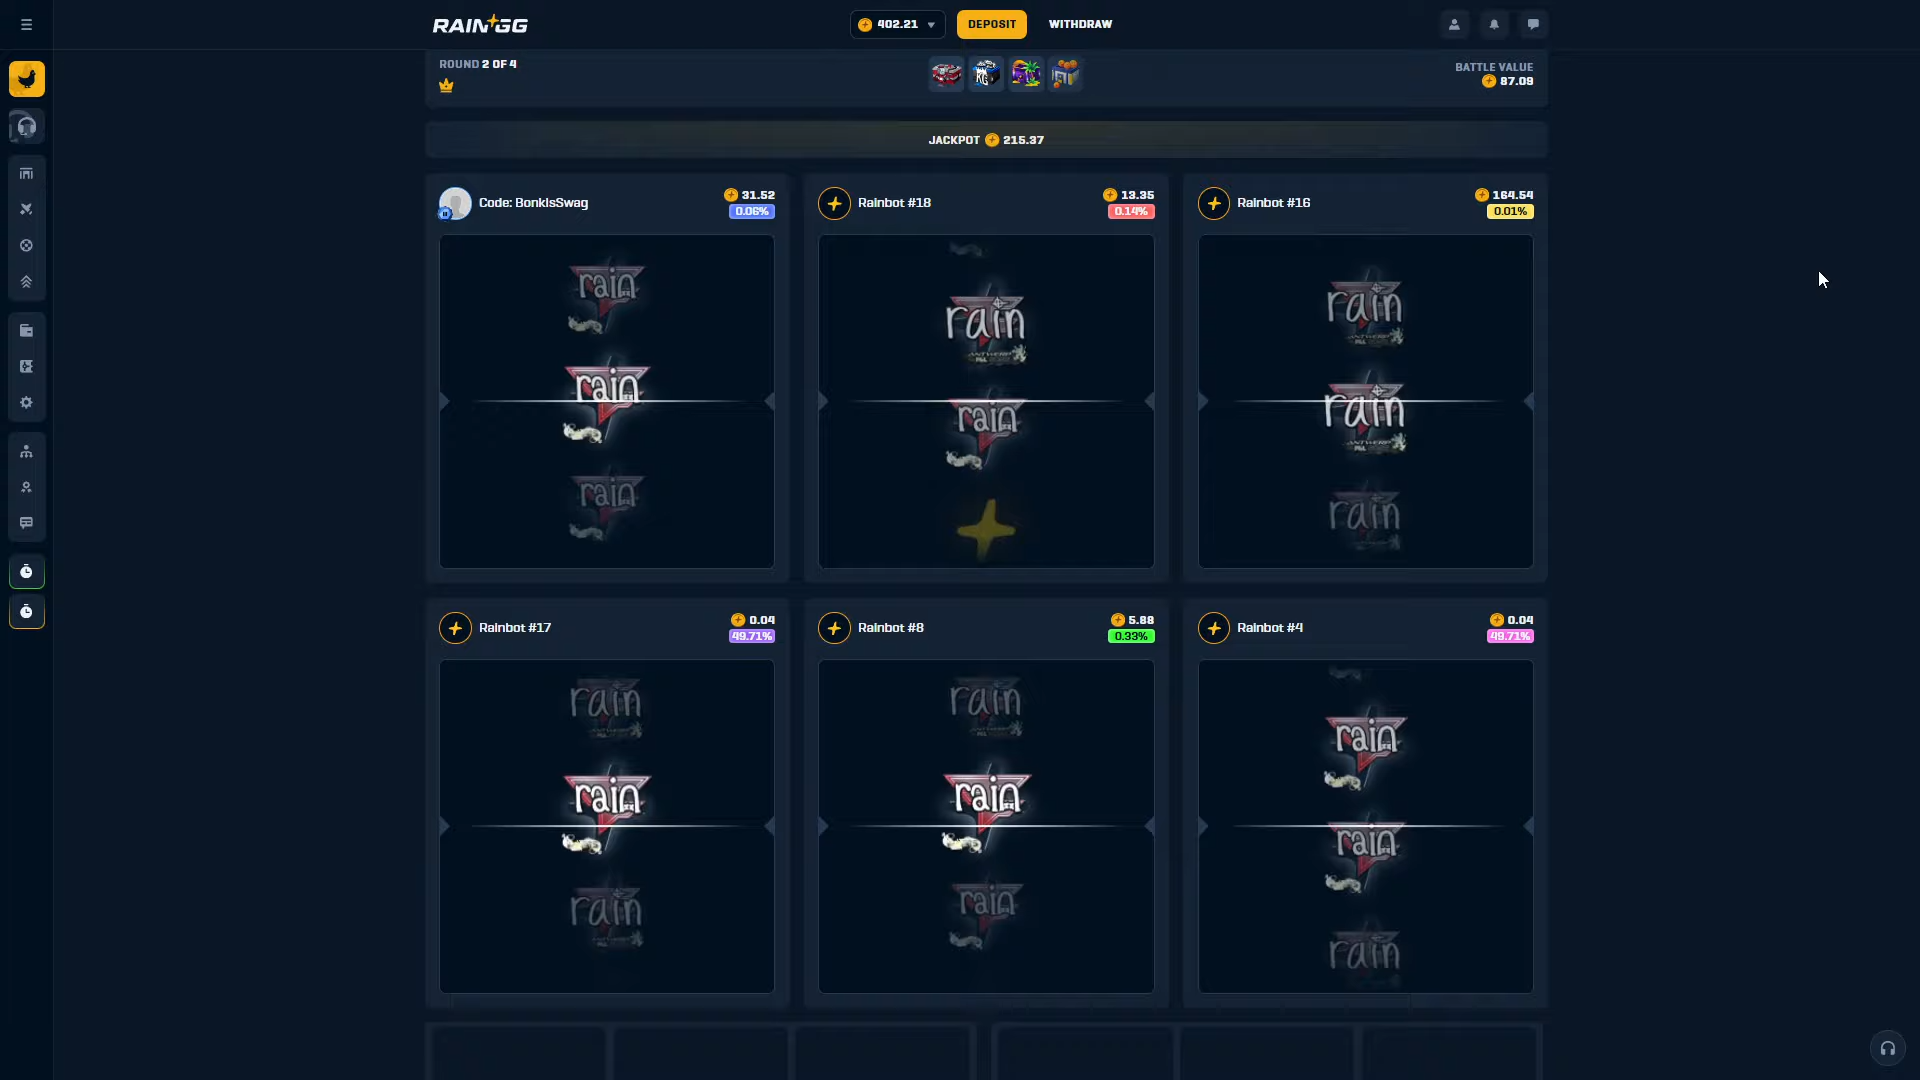 RAIN GG
402.21
DEPOSIT
WITHDRAW
ROUND 2 OF 4
BATTLE VALUE
87.09
JACKPOT 215.37
Code: BonkIsSwag
31.52
0.06%
Rainbot #18
13.35
0.14%
Rainbot #16
164.54
0.01%
rain
rain
rain
rain
rain
rain
rain
rain
Rainbot #17
0.04
49.71%
Rainbot #8
5.88
0.33%
Rainbot #4
0.04
49.71%
rain
rain
rain
rain
rain
rain
rain
rain
rain